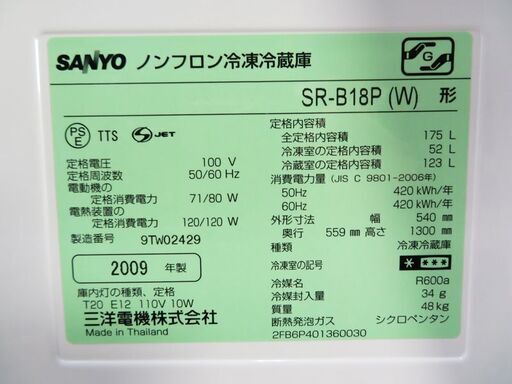 SANYO ノンフロン冷凍冷蔵庫
G
SR-B18P (W) 形
PS E TTS S JET
定格電圧 100 V
定格周波数 50/60 Hz
電動機の
定格消費電力 71/80 W
電熱装置の
定格消費電力 120/120 W
製造番号 9TW02429
2009 年製
庫内灯の種類、定格
T20 E12 110V 10W
三洋電機株式会社
Made in Thailand
定格内容積
全定格内容積 175 L
冷凍室の定格内容積 52 L
冷蔵室の定格内容積 123 L
消費電力量 (JIS C 9801-2006年)
50Hz 420 kWh/年
60Hz 420 kWh/年
外形寸法 幅 540 mm
奥行 559 mm 高さ 1300 mm
種類 冷凍冷蔵庫
冷凍室の記号 * ***
冷媒名 R600a
冷媒封入量 34 g
質量 48 kg
断熱発泡ガス シクロペンタン
2FB6P401360030